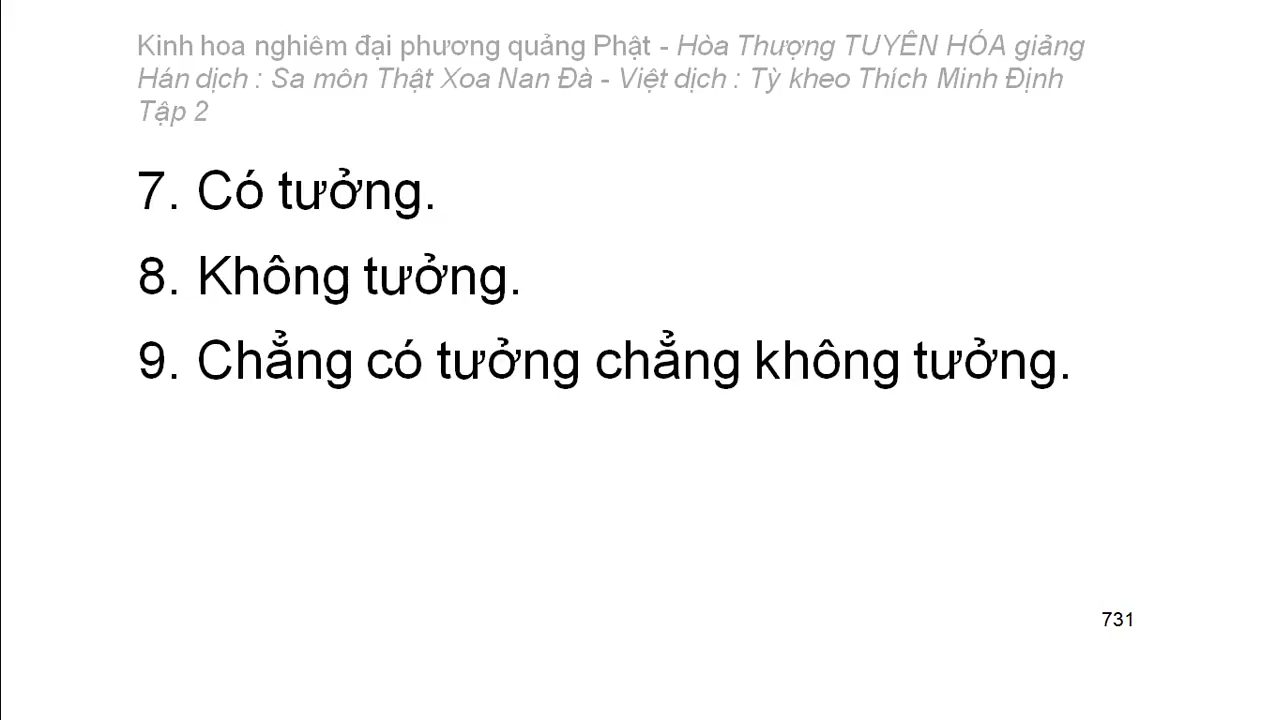 Kinh hoa nghiêm đại phương quảng Phật - Hòa Thượng TUYÊN HÓA giảng
Hán dịch : Sa môn Thật Xoa Nan Đà - Việt dịch : Tỳ kheo Thích Minh Định
Tập 2
7. Có tưởng.
8. Không tưởng.
9. Chẳng có tưởng chẳng không tưởng.
731